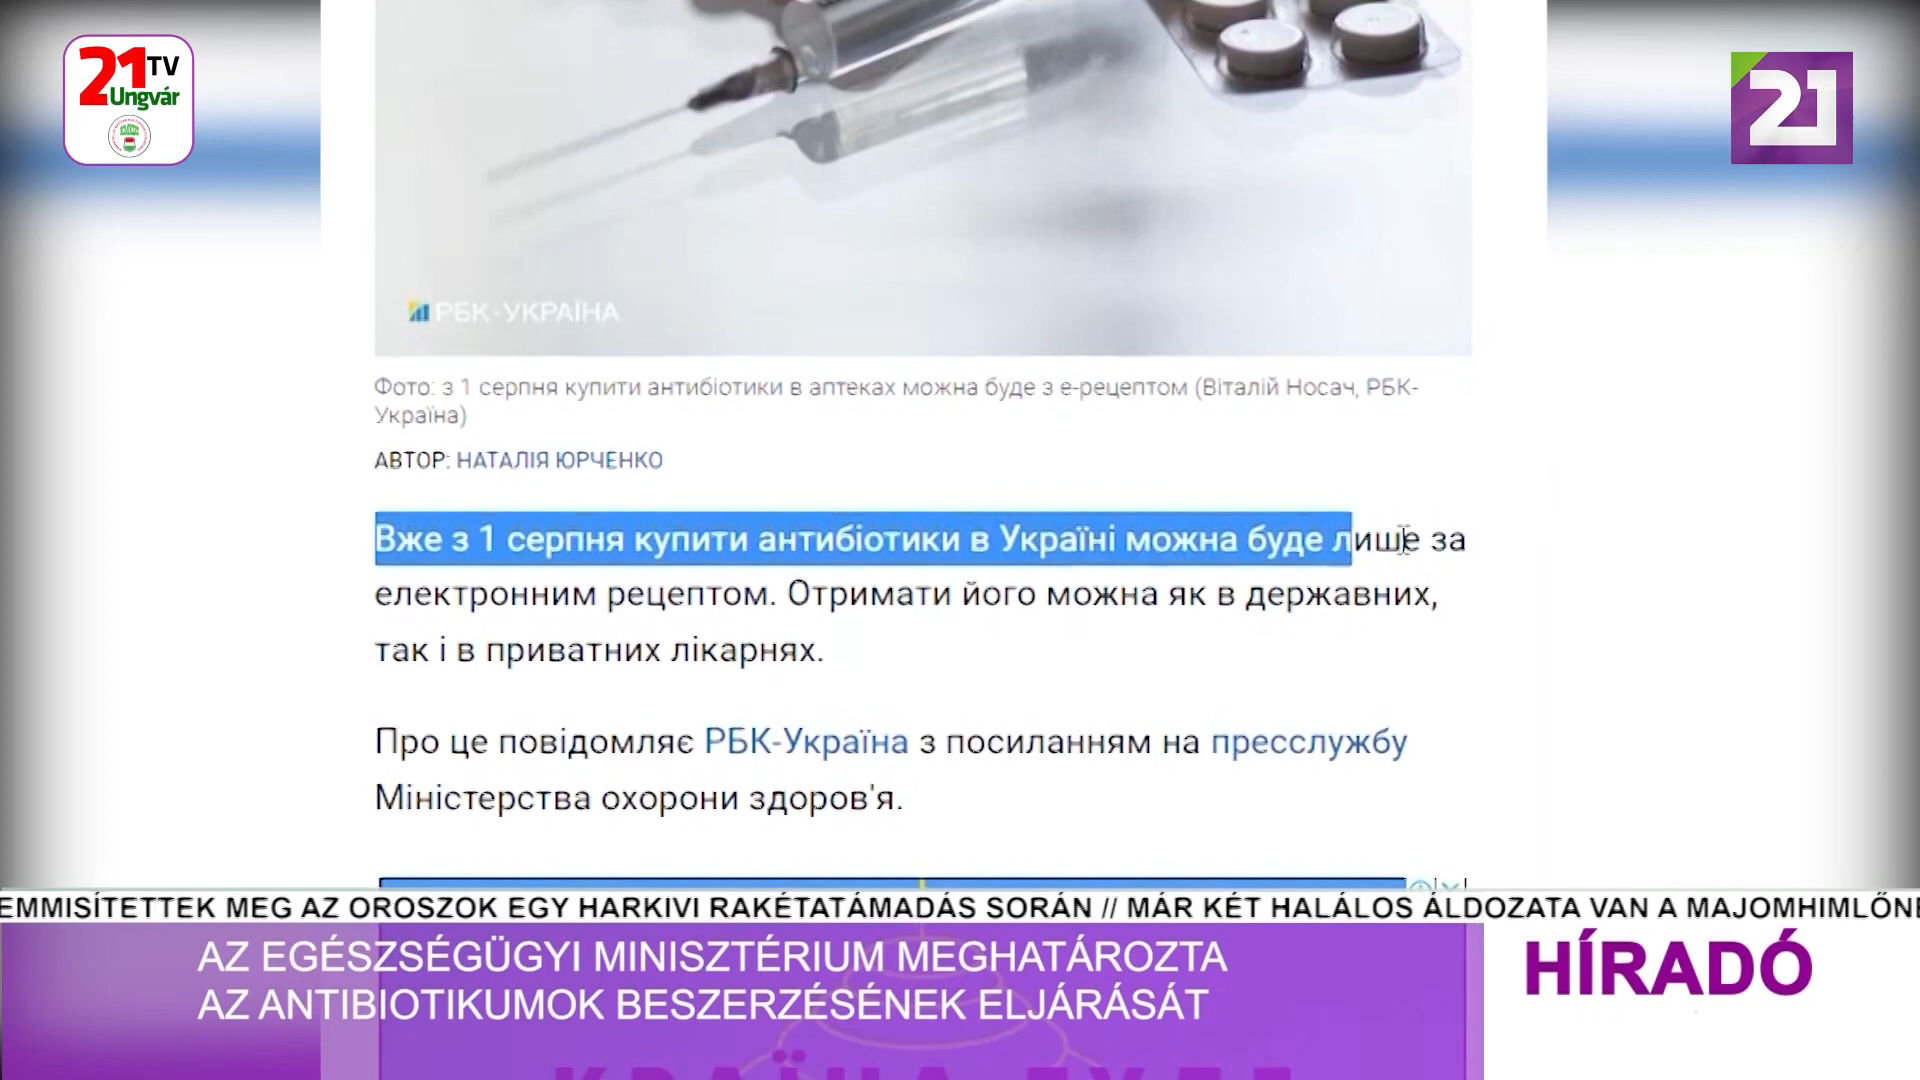 21 TV
Ungvár
21
РБК-УКРАЇНА
Фото: з 1 серпня купити антибіотики в аптеках можна буде з е-рецептом (Віталій Носач, РБК-
Україна)
АВТОР: НАТАЛІЯ ЮРЧЕНКО
Вже з 1 серпня купити антибіотики в Україні можна буде лише за
електронним рецептом. Отримати його можна як в державних,
так і в приватних лікарнях.
Про це повідомляє РБК-Україна з посиланням на пресслужбу
Міністерства охорони здоров'я.
EMMISÍTETTEK MEG AZ OROSZOK EGY HARKIVI RAKÉTATÁMADÁS SORÁN // MÁR KÉT HALÁLOS ÁLDOZATA VAN A MAJOMHIMLŐNE
AZ EGÉSZSÉGÜGYI MINISZTÉRIUM MEGHATÁROZTA
AZ ANTIBIOTIKUMOK BESZERZÉSÉNEK ELJÁRÁSÁT
HÍRADÓ